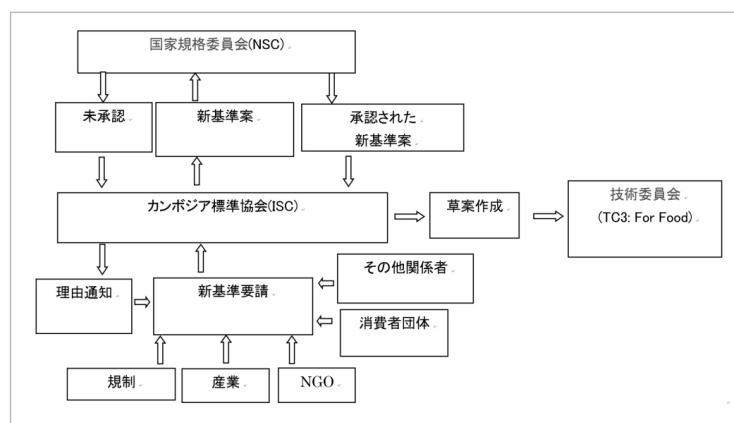 国家規格委員会(NSC)
未承認
新基準案
承認された
新基準案
カンボジア標準協会(ISC)
草案作成
技術委員会
(TC3: For Food)
その他関係者
理由通知
新基準要請
消費者団体
規制
産業
NGO